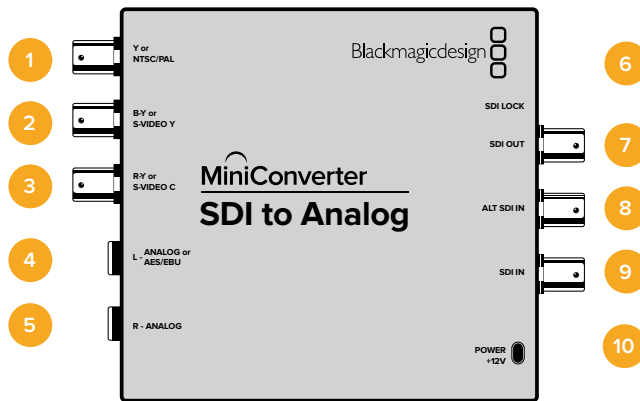 1
Y or
NTSC/PAL
2
B-Y or
S-VIDEO Y
3
R-Y or
S-VIDEO C
4
L - ANALOG or
AES/EBU
5
R - ANALOG
Blackmagicdesign
MiniConverter
SDI to Analog
6
SDI LOCK
7
SDI OUT
8
ALT SDI IN
9
SDI IN
10
POWER
+12V